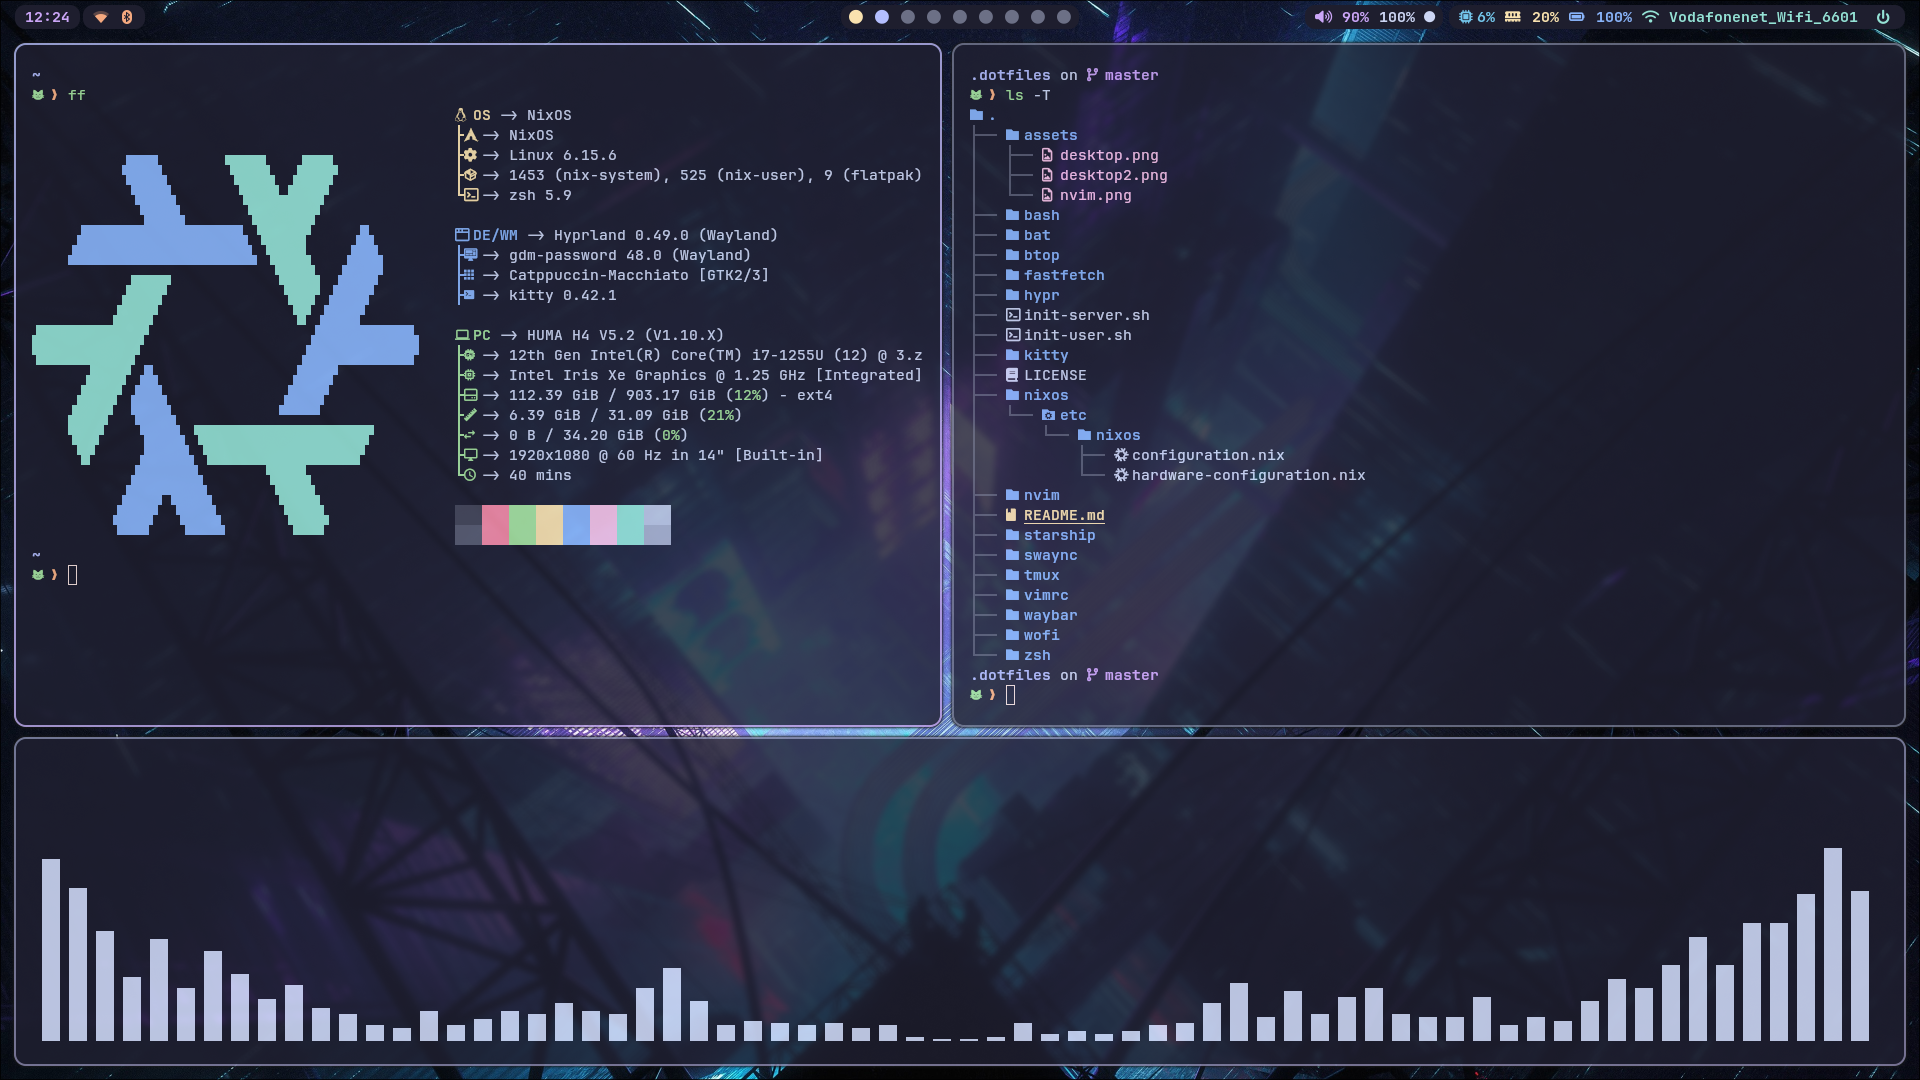 12:24
90% 100% 6% 20% 100% Vodafonenet_Wifi_6601
~
ff
OS → NixOS
→ NixOS
→ Linux 6.15.6
→ 1453 (nix-system), 525 (nix-user), 9 (flatpak)
→ zsh 5.9
DE/WM → Hyprland 0.49.0 (Wayland)
→ gdm-password 48.0 (Wayland)
→ Catppuccin-Macchiato [GTK2/3]
→ kitty 0.42.1
PC → HUMA H4 V5.2 (V1.10.X)
→ 12th Gen Intel(R) Core(TM) i7-1255U (12) @ 3.z
→ Intel Iris Xe Graphics @ 1.25 GHz [Integrated]
→ 112.39 GiB / 903.17 GiB (12%) - ext4
→ 6.39 GiB / 31.09 GiB (21%)
→ 0 B / 34.20 GiB (0%)
→ 1920x1080 @ 60 Hz in 14" [Built-in]
→ 40 mins
~
.dotfiles on master
ls -T
.
assets
desktop.png
desktop2.png
nvim.png
bash
bat
btop
fastfetch
hypr
init-server.sh
init-user.sh
kitty
LICENSE
nixos
etc
nixos
configuration.nix
hardware-configuration.nix
nvim
README.md
starship
swaync
tmux
vimrc
waybar
wofi
zsh
.dotfiles on master